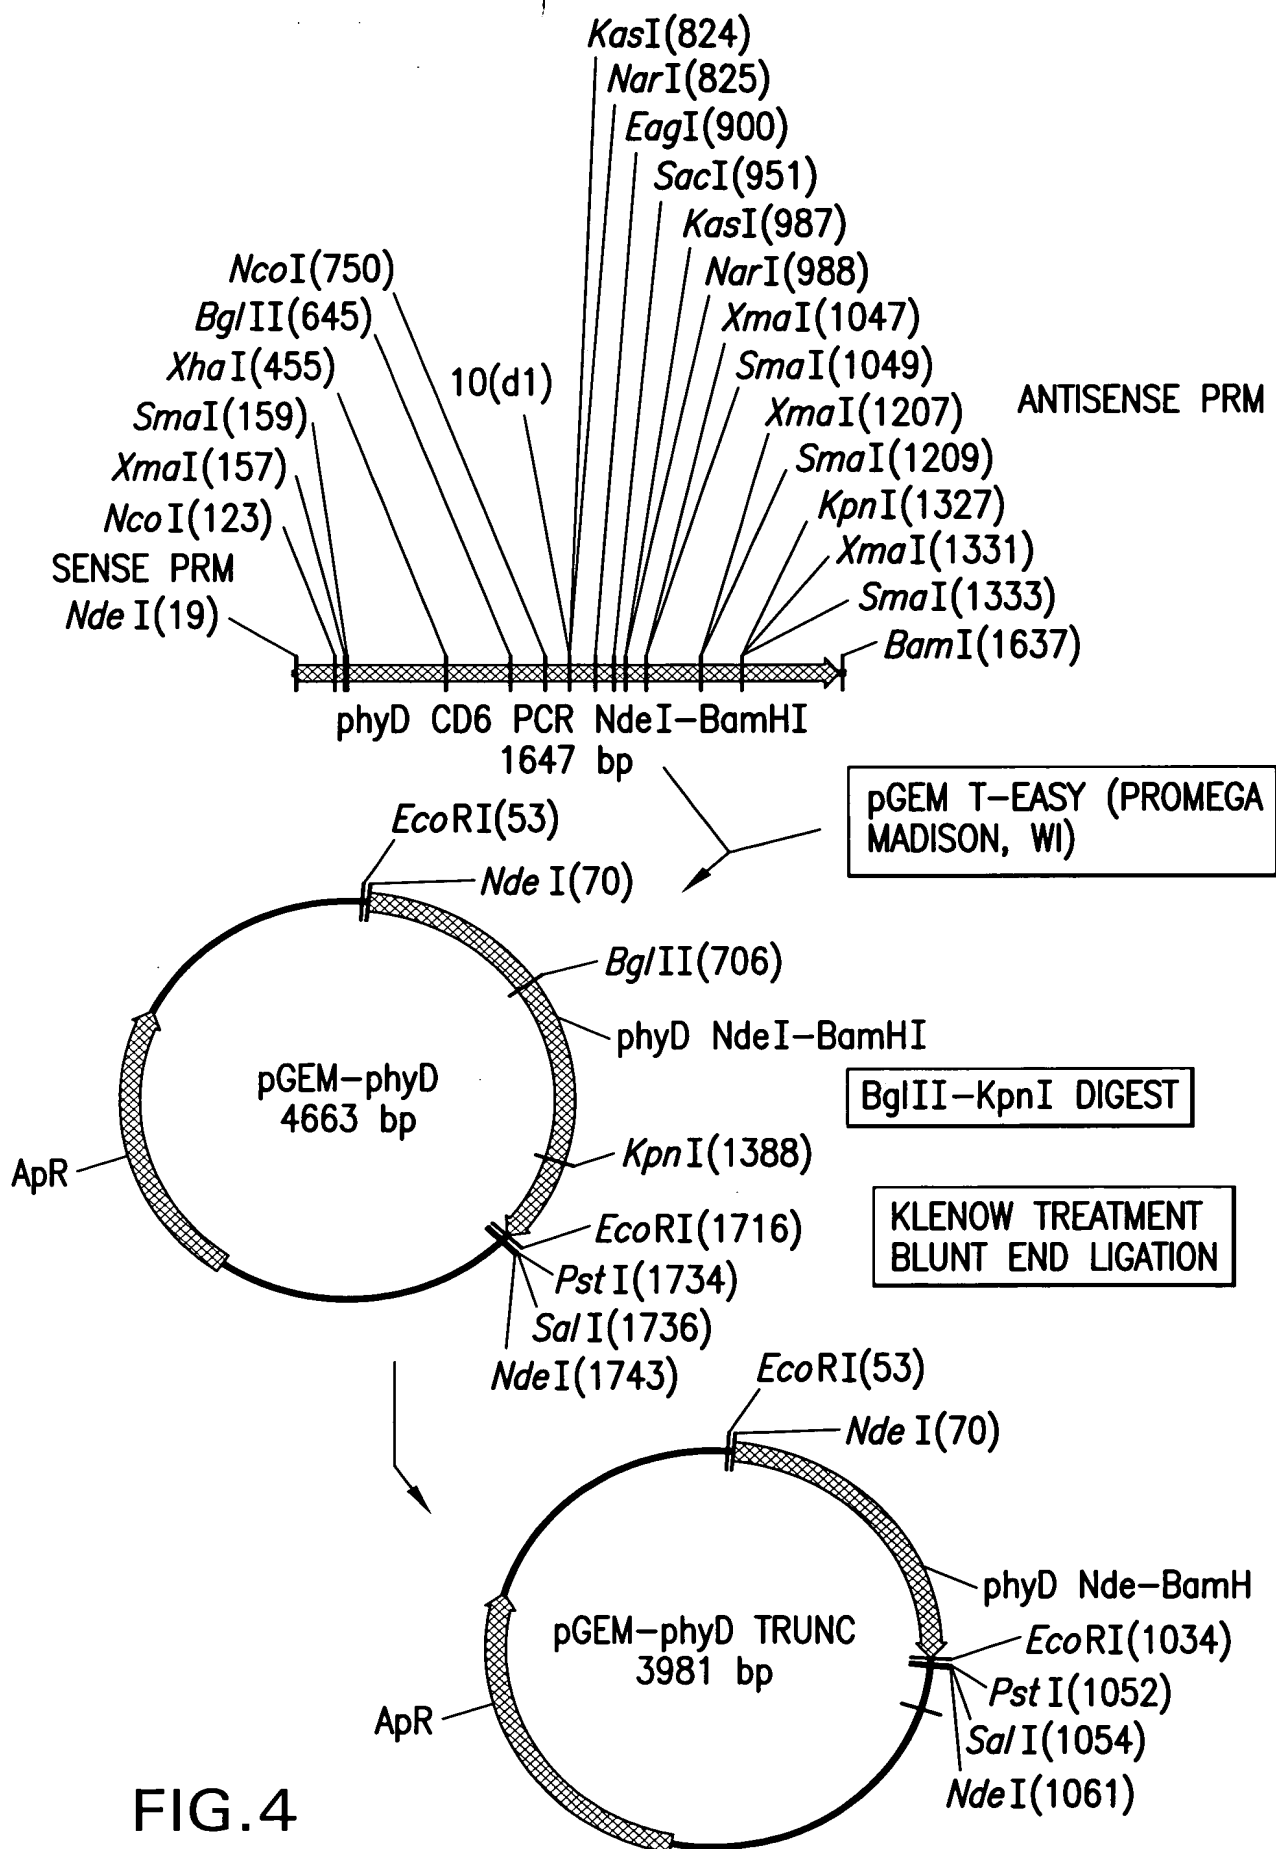 KasI(824)
NarI(825)
EagI(900)
SacI(951)
KasI(987)
NarI(988)
XmaI(1047)
SmaI(1049)
XmaI(1207)
SmaI(1209)
KpnI(1327)
XmaI(1331)
SmaI(1333)
BamI(1637)
ANTISENSE PRM
10(d1)
NcoI(750)
BglII(645)
XhaI(455)
SmaI(159)
XmaI(157)
NcoI(123)
SENSE PRM
NdeI(19)
phyD CD6 PCR NdeI-BamHI
1647 bp
pGEM T-EASY (PROMEGA
MADISON, WI)
EcoRI(53)
NdeI(70)
BglII(706)
phyD NdeI-BamHI
pGEM-phyD
4663 bp
BglII-KpnI DIGEST
ApR
KpnI(1388)
KLENOW TREATMENT
BLUNT END LIGATION
EcoRI(1716)
PstI(1734)
SalI(1736)
NdeI(1743)
EcoRI(53)
NdeI(70)
phyD Nde-BamH
pGEM-phyD TRUNC
3981 bp
EcoRI(1034)
PstI(1052)
SalI(1054)
NdeI(1061)
ApR
FIG.4